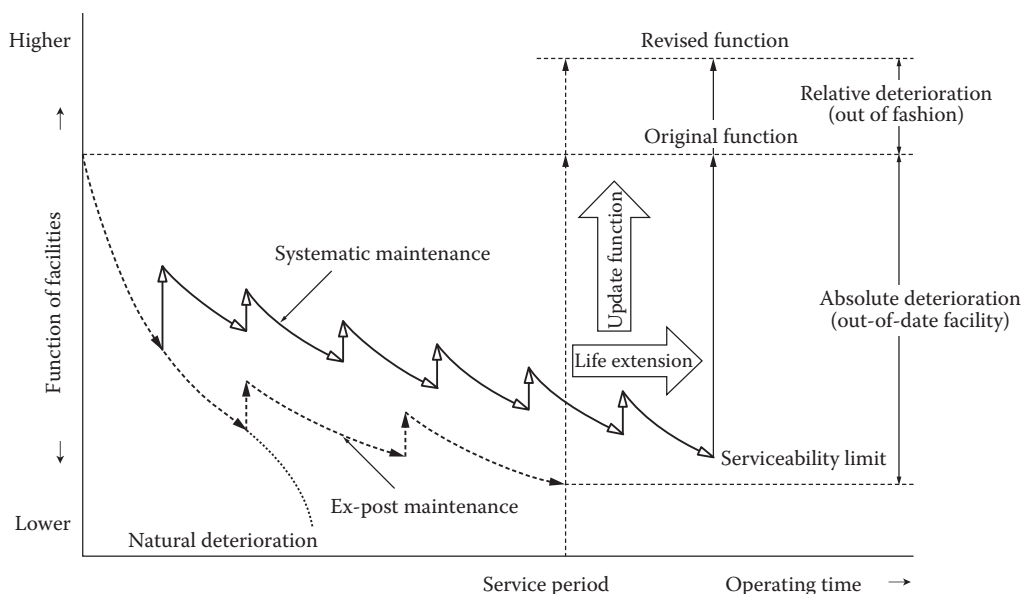 Higher
Revised function
Relative deterioration
(out of fashion)
Original function
Function of facilities
Systematic maintenance
Update function
Absolute deterioration
(out-of-date facility)
Life extension
Serviceability limit
Ex-post maintenance
Lower
Natural deterioration
Service period
Operating time